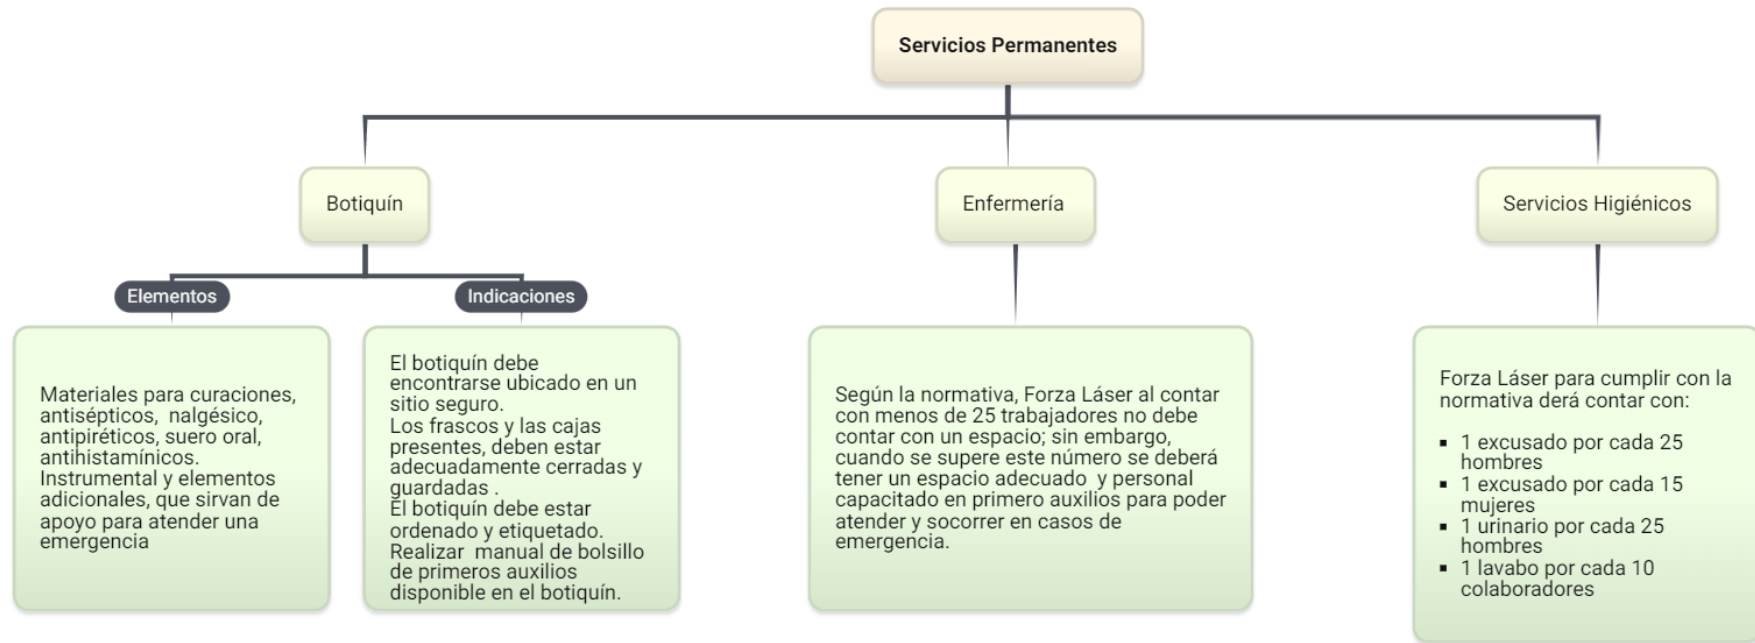 Servicios Permanentes
Botiquín
Enfermería
Servicios Higiénicos
Elementos
Indicaciones
Materiales para curaciones,
antisépticos, nalgésico,
antipiréticos, suero oral,
antihistamínicos.
Instrumental y elementos
adicionales, que sirvan de
apoyo para atender una
emergencia
El botiquín debe
encontrarse ubicado en un
sitio seguro.
Los frascos y las cajas
presentes, deben estar
adecuadamente cerradas y
guardadas .
El botiquín debe estar
ordenado y etiquetado.
Realizar manual de bolsillo
de primeros auxilios
disponible en el botiquín.
Según la normativa, Forza Láser al contar
con menos de 25 trabajadores no debe
contar con un espacio; sin embargo,
cuando se supere este número se deberá
tener un espacio adecuado y personal
capacitado en primero auxilios para poder
atender y socorrer en casos de
emergencia.
Forza Láser para cumplir con la
normativa derá contar con:
▪ 1 excusado por cada 25
hombres
▪ 1 excusado por cada 15
mujeres
▪ 1 urinario por cada 25
hombres
▪ 1 lavabo por cada 10
colaboradores